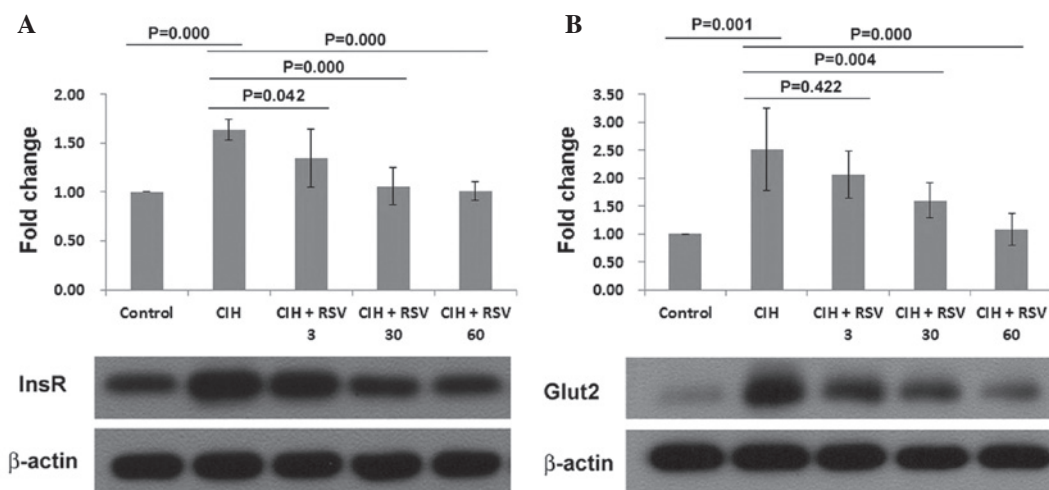 A
P=0.000
P=0.000
P=0.000
P=0.042
Fold change
2.00
1.50
1.00
0.50
0.00
Control
CIH
CIH + RSV 3
CIH + RSV 30
CIH + RSV 60
InsR
β-actin
B
P=0.001
P=0.000
P=0.004
P=0.422
Fold change
3.50
3.00
2.50
2.00
1.50
1.00
0.50
0.00
Control
CIH
CIH + RSV 3
CIH + RSV 30
CIH + RSV 60
Glut2
β-actin